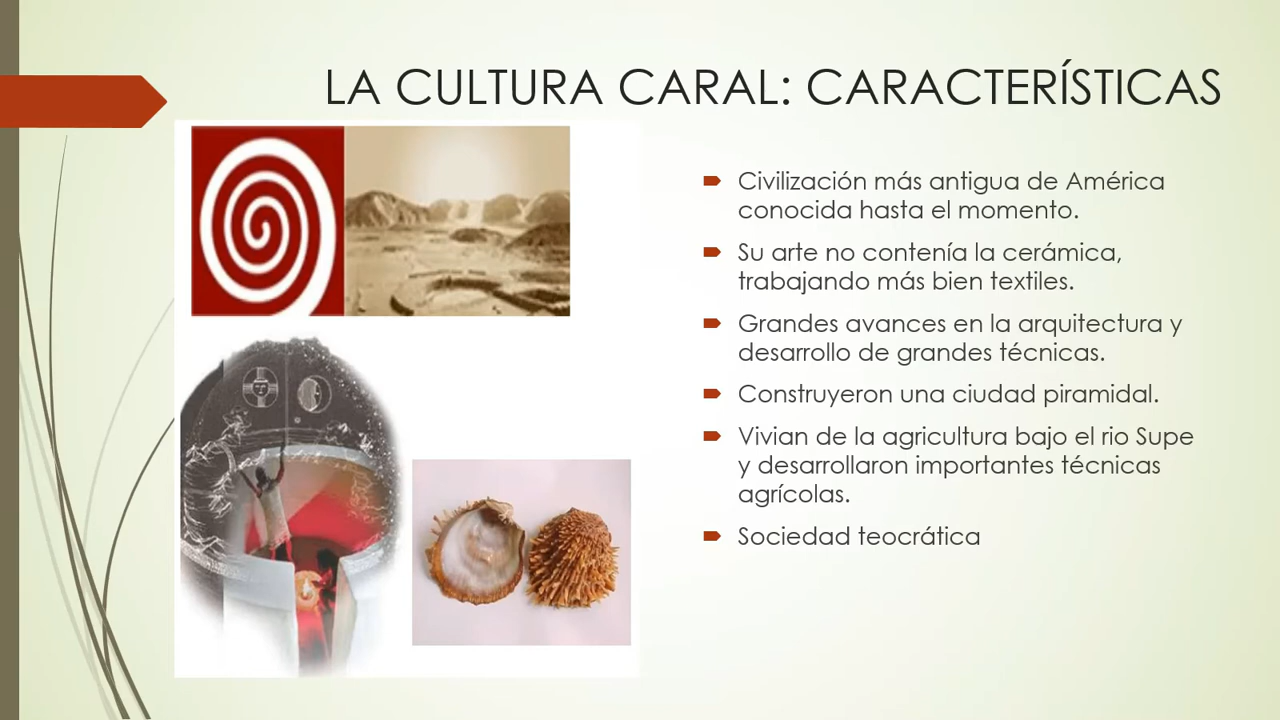 LA CULTURA CARAL: CARACTERÍSTICAS
Civilización más antigua de América
conocida hasta el momento.
Su arte no contenía la cerámica,
trabajando más bien textiles.
Grandes avances en la arquitectura y
desarrollo de grandes técnicas.
Construyeron una ciudad piramidal.
Vivian de la agricultura bajo el rio Supe
y desarrollaron importantes técnicas
agrícolas.
Sociedad teocrática